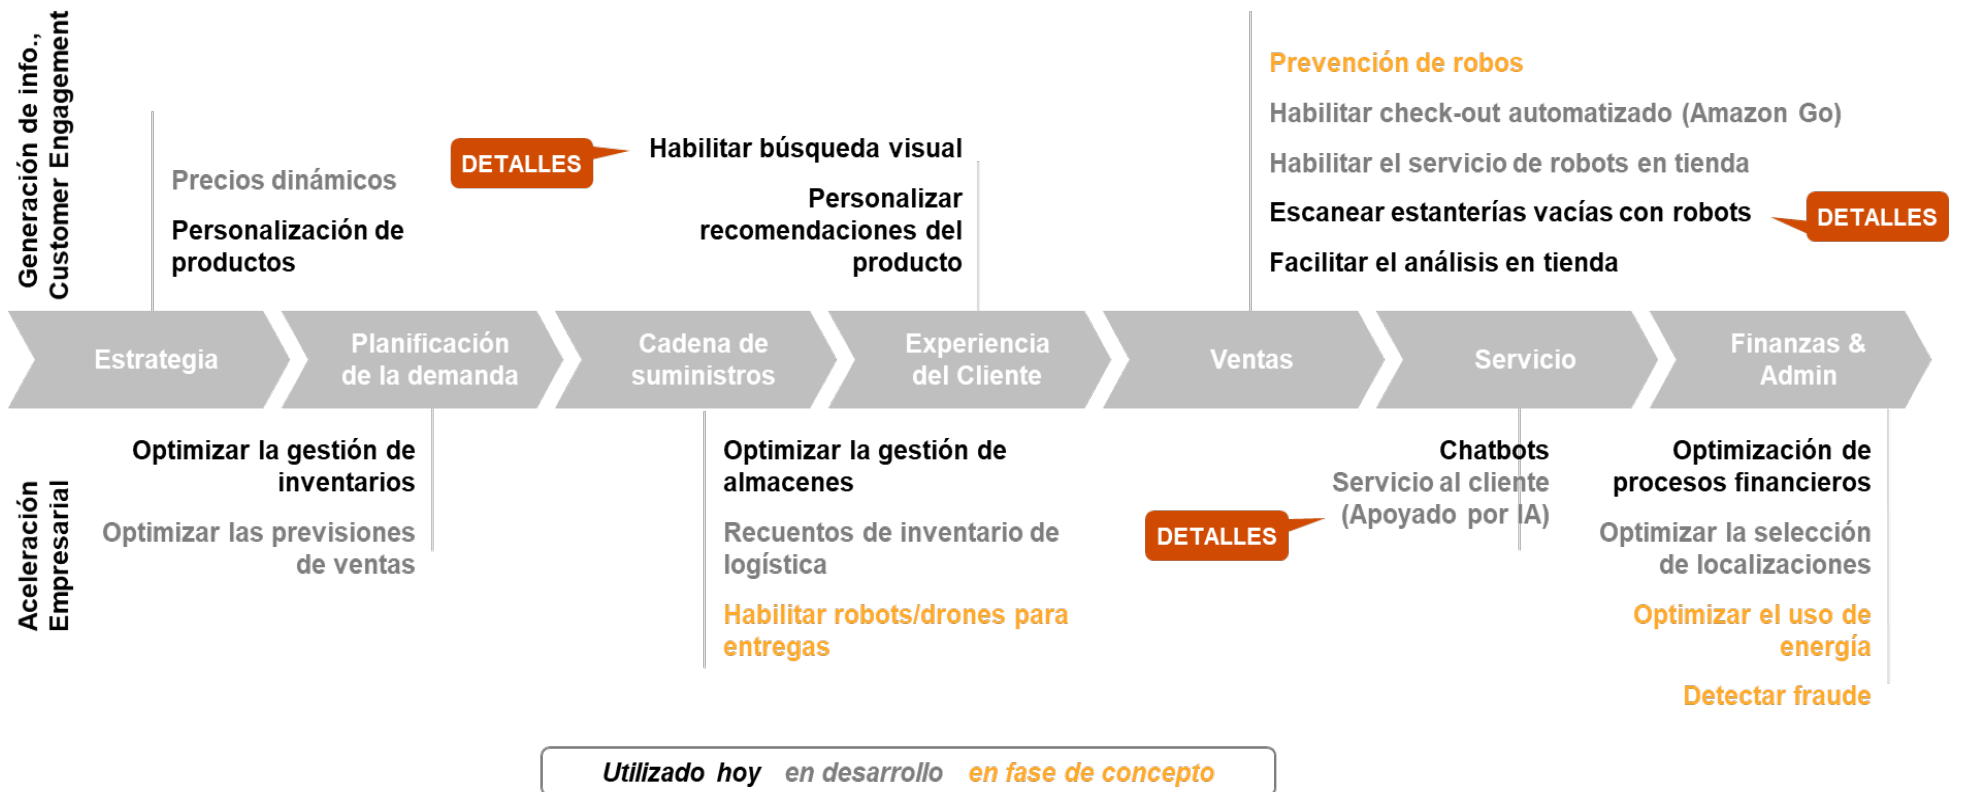 Generación de info.,
Customer Engagement
Precios dinámicos
Personalización de
productos
DETALLES
Habilitar búsqueda visual
Personalizar
recomendaciones del
producto
Prevención de robos
Habilitar check-out automatizado (Amazon Go)
Habilitar el servicio de robots en tienda
Escanear estanterías vacías con robots
DETALLES
Facilitar el análisis en tienda
Estrategia
Planificación
de la demanda
Cadena de
suministros
Experiencia
del Cliente
Ventas
Servicio
Finanzas &
Admin
Aceleración
Empresarial
Optimizar la gestión de
inventarios
Optimizar las previsiones
de ventas
Optimizar la gestión de
almacenes
Recuentos de inventario de
logística
Habilitar robots/drones para
entregas
DETALLES
Chatbots
Servicio al cliente
(Apoyado por IA)
Optimización de
procesos financieros
Optimizar la selección
de localizaciones
Optimizar el uso de
energía
Detectar fraude
Utilizado hoy en desarrollo en fase de concepto